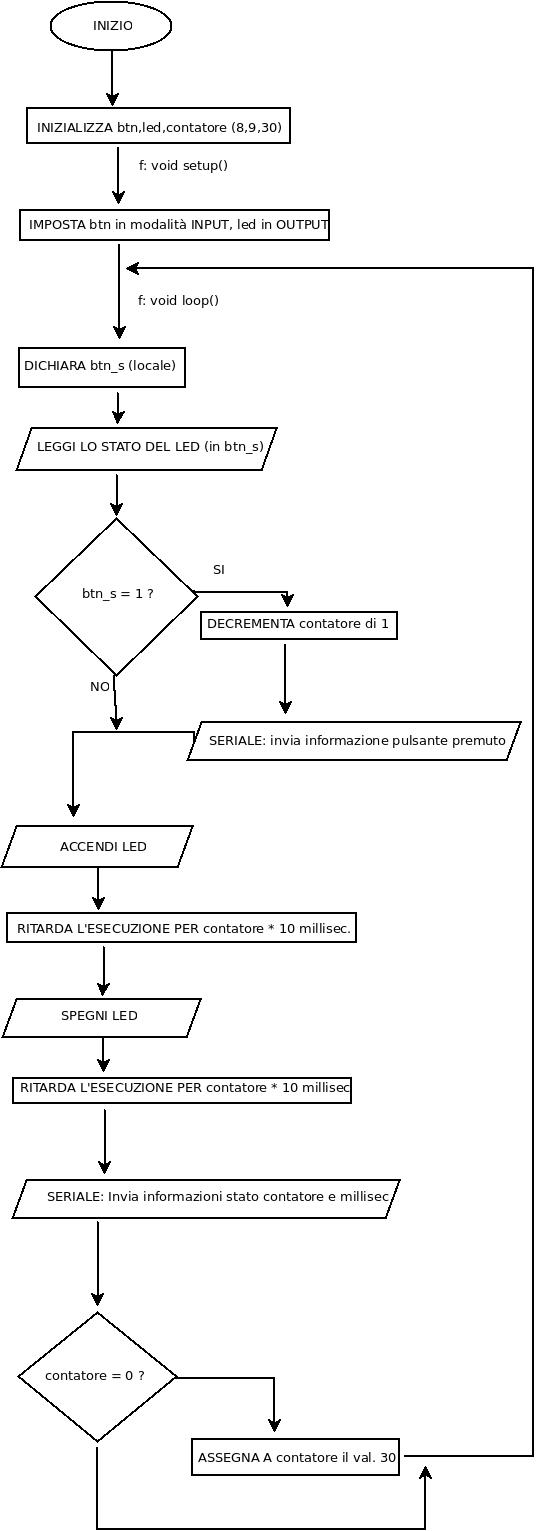 INIZIO
INIZIALIZZA btn,led,contatore (8,9,30)
f: void setup()
IMPOSTA btn in modalità INPUT, led in OUTPUT
f: void loop()
DICHIARA btn_s (locale)
LEGGI LO STATO DEL LED (in btn_s)
btn_s = 1 ?
SI
DECREMENTA contatore di 1
NO
SERIALE: invia informazione pulsante premuto
ACCENDI LED
RITARDA L'ESECUZIONE PER contatore * 10 millisec.
SPEGNI LED
RITARDA L'ESECUZIONE PER contatore * 10 millisec
SERIALE: Invia informazioni stato contatore e millisec
contatore = 0 ?
ASSEGNA A contatore il val. 30